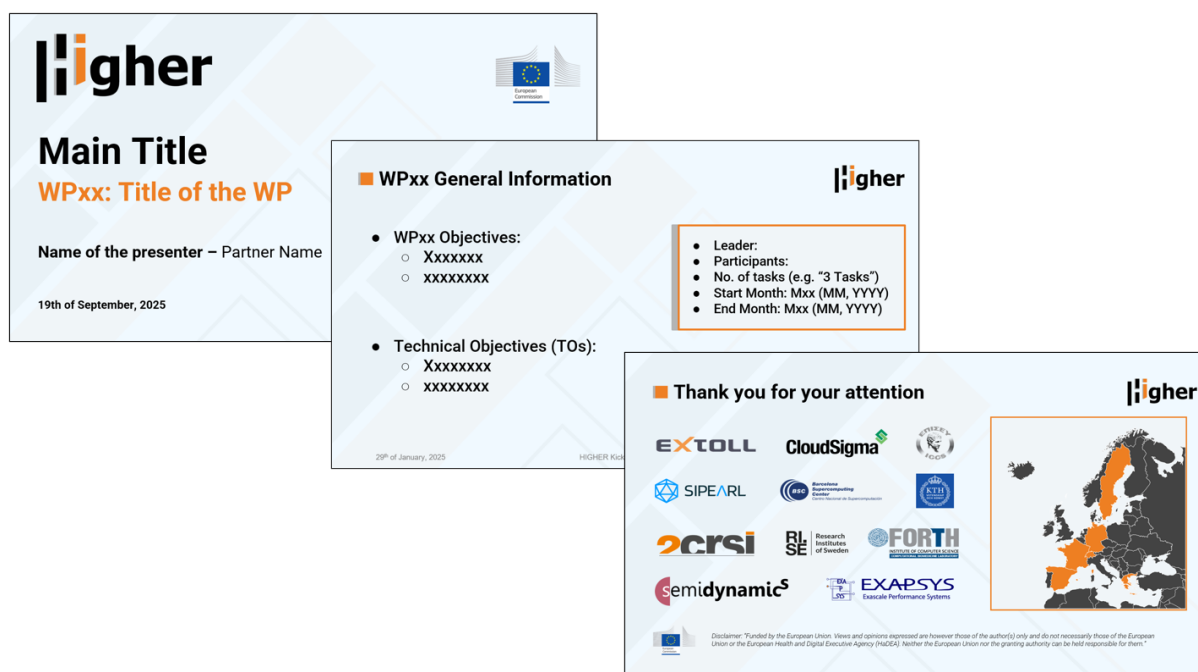 Higher
European
Commission
Main Title
WPxx: Title of the WP
Name of the presenter – Partner Name
19th of September, 2025
WPxx General Information
Higher
● WPxx Objectives:
○ Xxxxxxx
○ xxxxxxxx
● Leader:
● Participants:
● No. of tasks (e.g. “3 Tasks”)
● Start Month: Mxx (MM, YYYY)
● End Month: Mxx (MM, YYYY)
● Technical Objectives (TOs):
○ Xxxxxxxx
○ xxxxxxxx
29th of January, 2025
HiGHER Kick
Thank you for your attention
Higher
EXTOLL
CloudSigma
SIPEARL
BSC
Barcelona
Supercomputing
Center
Centro Nacional de Supercomputación
KTH
2crsi
RI.
SE
Research
Institutes
of Sweden
FORTH
INSTITUTE OF COMPUTER SCIENCE
semidynamics
EXA
P
SYS
EXAPSYS
Exascale Performance Systems
Disclaimer: "Funded by the European Union. Views and opinions expressed are however those of the author(s) only and do not necessarily those of the European
Union or the European Health and Digital Executive Agency (HaDEA). Neither the European Union nor the granting authority can be held responsible for them."